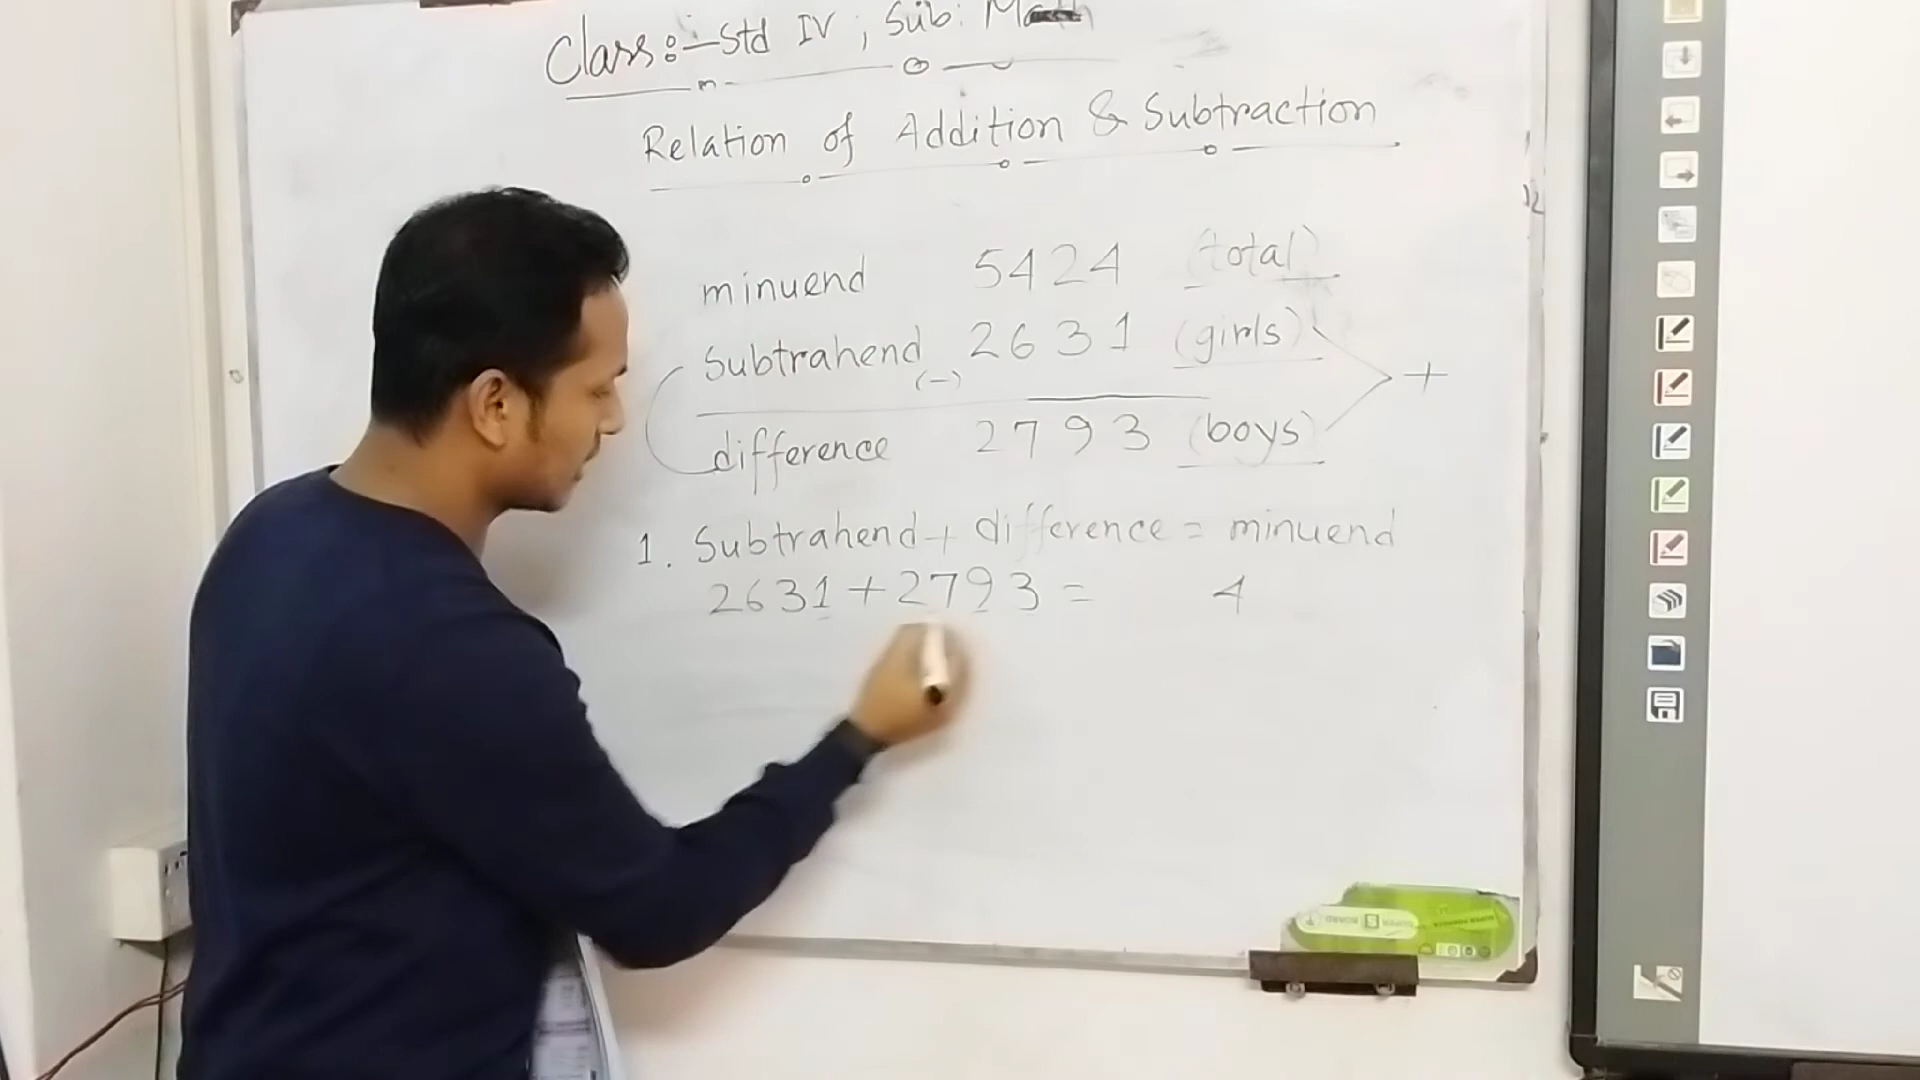 Class:- Std IV ; Sub: Math
Relation of Addition & Subtraction
minuend 5424 (total)
Subtrahend 2631 (girls)
(-)
+
difference 2793 (boys)
1. Subtrahend + difference = minuend
2631 + 2793 = 4